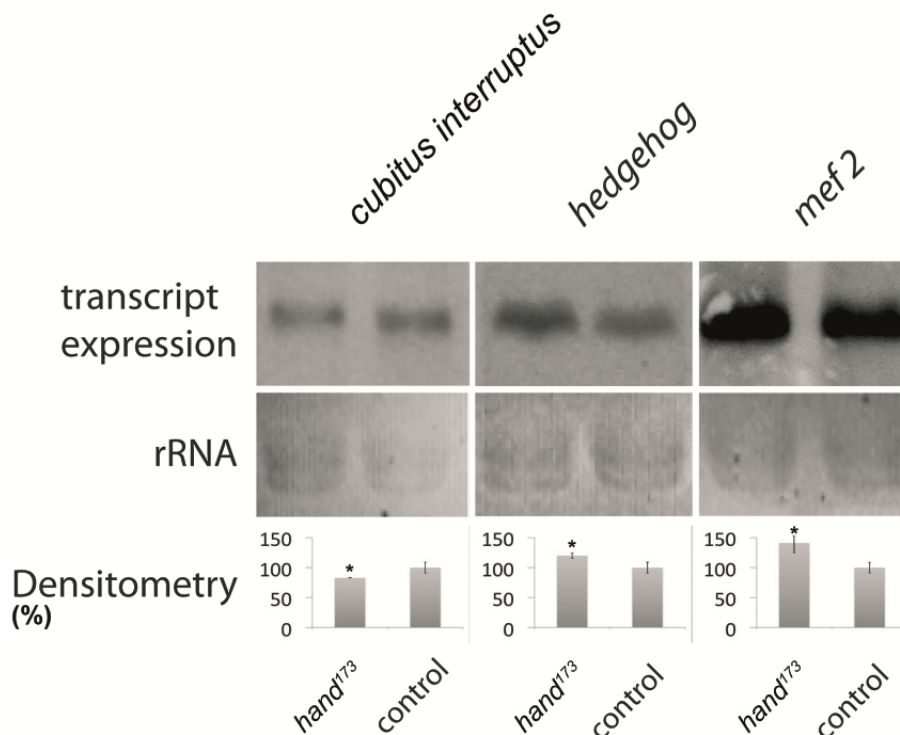 cubitus interruptus
hedgehog
mef 2
transcript
expression
rRNA
Densitometry
(%)
150
100
50
0
*
150
100
50
0
*
150
100
50
0
*
hand¹⁷³
control
hand¹⁷³
control
hand¹⁷³
control